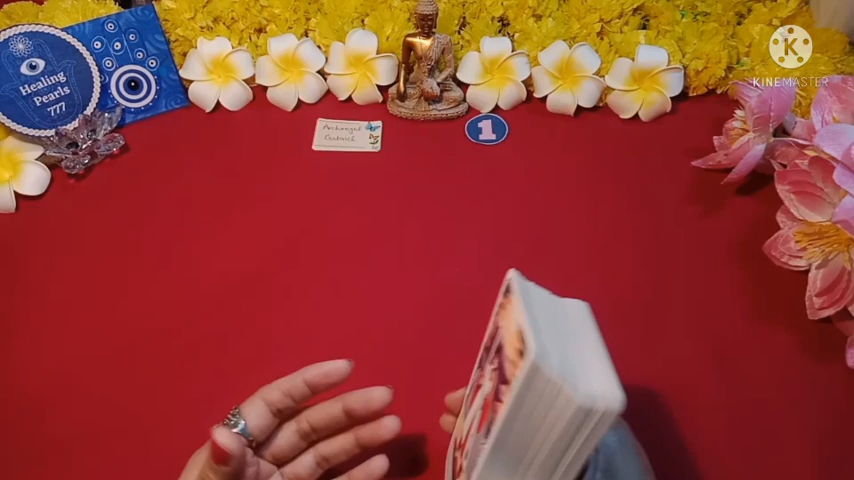 Healing
Pearls
777
Archangel
Gabriel
1
K
KINEMASTER